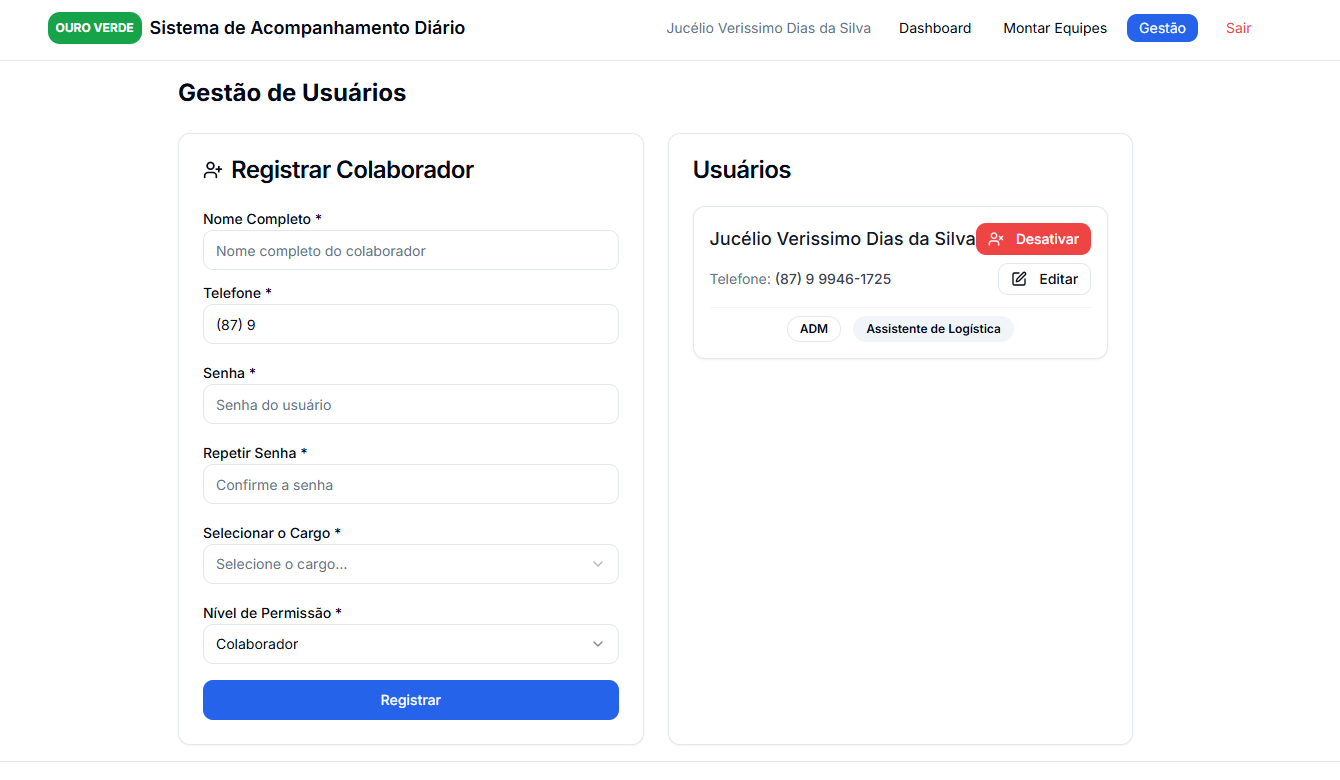 OURO VERDE Sistema de Acompanhamento Diário Jucélio Verissimo Dias da Silva Dashboard Montar Equipes Gestão Sair
Gestão de Usuários
Registrar Colaborador
Nome Completo *
Nome completo do colaborador
Telefone *
(87) 9
Senha *
Senha do usuário
Repetir Senha *
Confirme a senha
Selecionar o Cargo *
Selecione o cargo...
Nível de Permissão *
Colaborador
Registrar
Usuários
Jucélio Verissimo Dias da Silva Desativar
Telefone: (87) 9 9946-1725 Editar
ADM Assistente de Logística